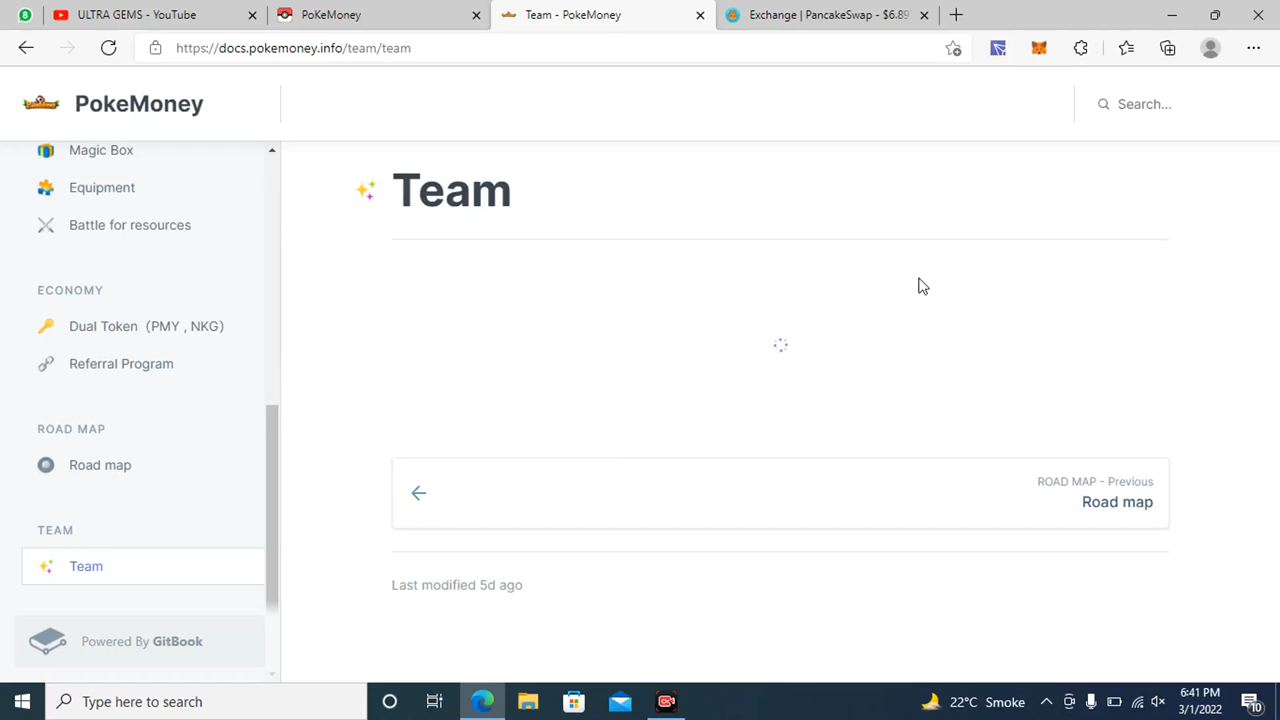 8
ULTRA GEMS - YouTube
PoKeMoney
Team - PokeMoney
Exchange | PancakeSwap - $6.89
https://docs.pokemoney.info/team/team
PokeMoney
Search...
Magic Box
Equipment
Battle for resources
ECONOMY
Dual Token（PMY , NKG）
Referral Program
ROAD MAP
Road map
TEAM
Team
Powered By GitBook
Team
ROAD MAP - Previous
Road map
Last modified 5d ago
Type here to search
22°C Smoke
6:41 PM
3/1/2022
10